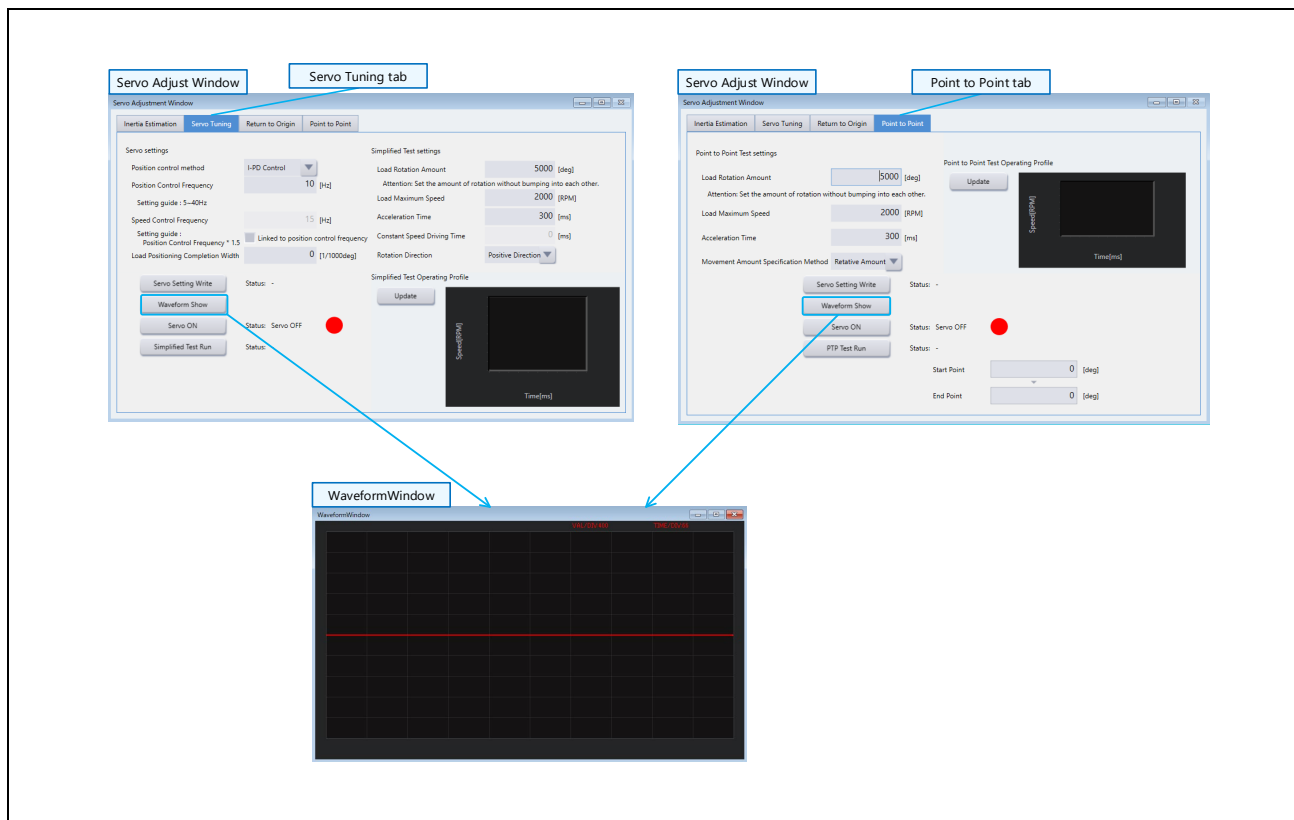 Servo Adjust Window
Servo Tuning tab
Servo Adjustment Window
Inertia Estimation
Servo Tuning
Return to Origin
Point to Point
Servo settings
Position control method
I-PD Control
Position Control Frequency
10 [Hz]
Setting guide : 5~40Hz
Speed Control Frequency
15 [Hz]
Setting guide :
Position Control Frequency * 1.5
Linked to position control frequency
Load Positioning Completion Width
0 [1/1000deg]
Servo Setting Write
Status: -
Waveform Show
Servo ON
Status: Servo OFF
Simplified Test Run
Status:
Simplified Test settings
Load Rotation Amount
5000 [deg]
Attention: Set the amount of rotation without bumping into each other.
Load Maximum Speed
2000 [RPM]
Acceleration Time
300 [ms]
Constant Speed Driving Time
0 [ms]
Rotation Direction
Positive Direction
Simplified Test Operating Profile
Update
Speed[RPM]
Time[ms]
Servo Adjust Window
Point to Point tab
Servo Adjustment Window
Inertia Estimation
Servo Tuning
Return to Origin
Point to Point
Point to Point Test settings
Load Rotation Amount
5000 [deg]
Attention: Set the amount of rotation without bumping into each other.
Load Maximum Speed
2000 [RPM]
Acceleration Time
300 [ms]
Movement Amount Specification Method
Retative Amount
Point to Point Test Operating Profile
Update
Speed[RPM]
Time[ms]
Servo Setting Write
Status: -
Waveform Show
Servo ON
Status: Servo OFF
PTP Test Run
Status: -
Start Point
0 [deg]
End Point
0 [deg]
WaveformWindow
WaveformWindow